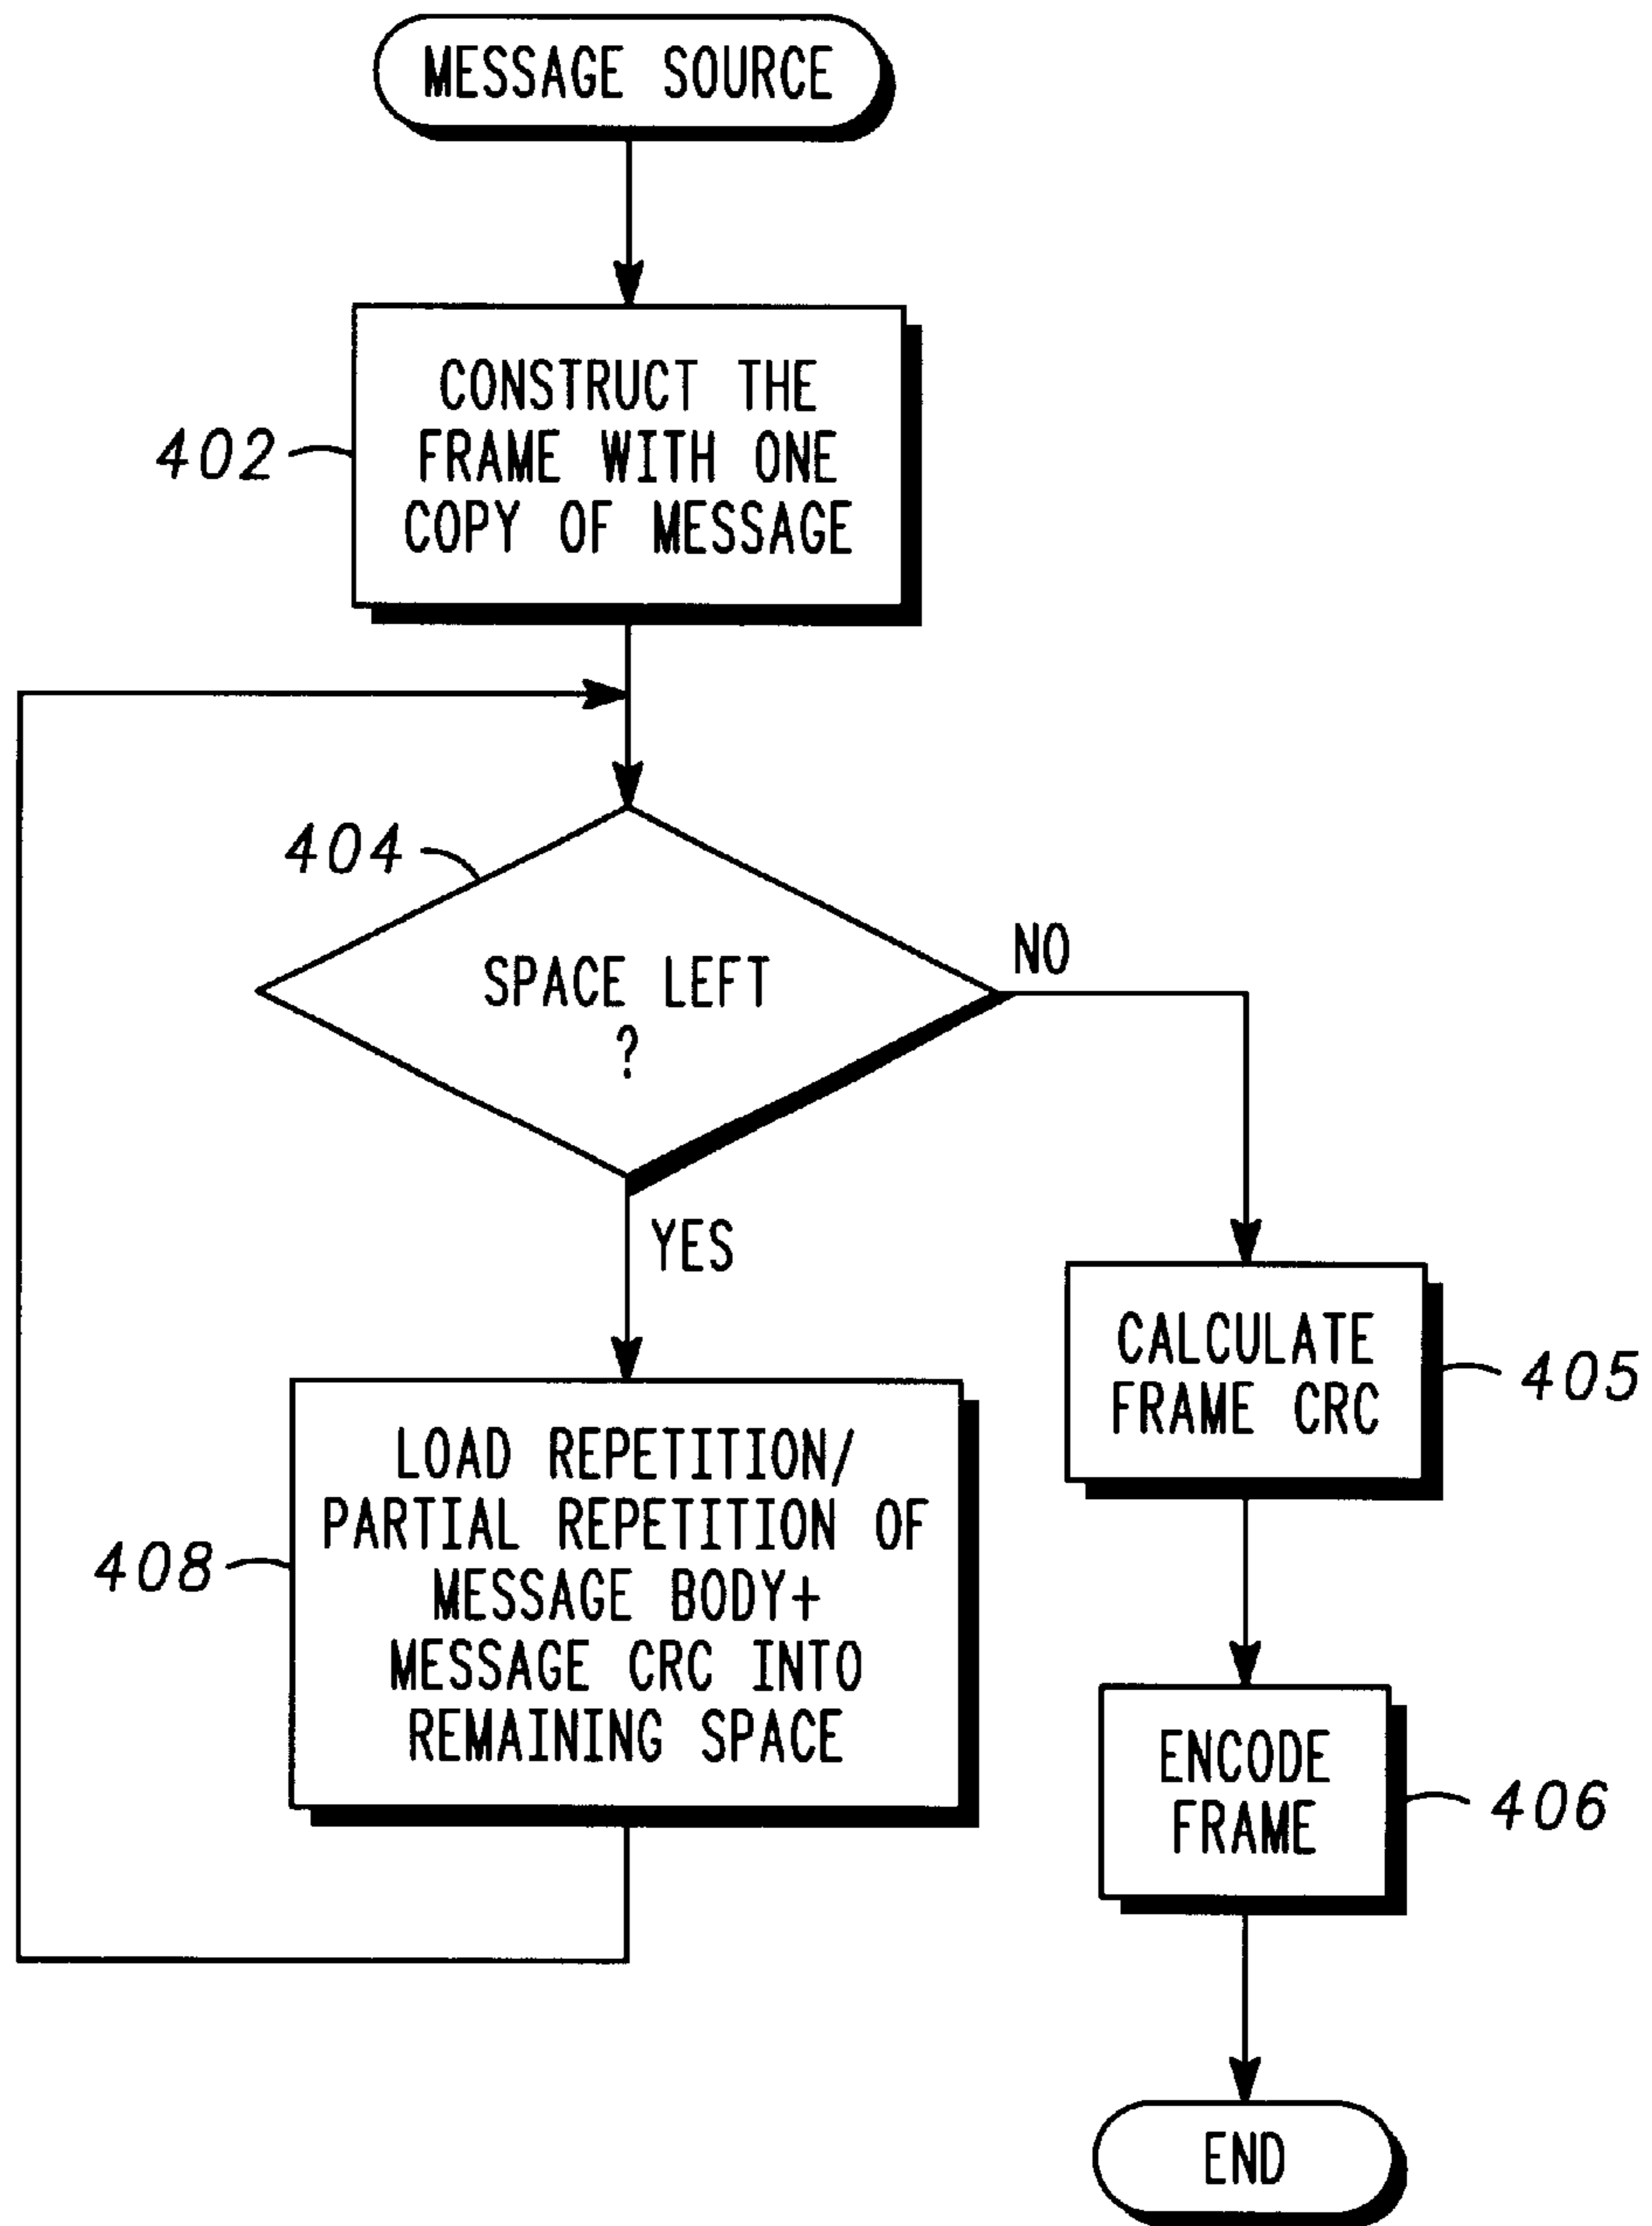 MESSAGE SOURCE
CONSTRUCT THE
FRAME WITH ONE
COPY OF MESSAGE
402
404
SPACE LEFT
?
NO
YES
CALCULATE
FRAME CRC
405
LOAD REPETITION/
PARTIAL REPETITION OF
MESSAGE BODY+
MESSAGE CRC INTO
REMAINING SPACE
408
ENCODE
FRAME
406
END